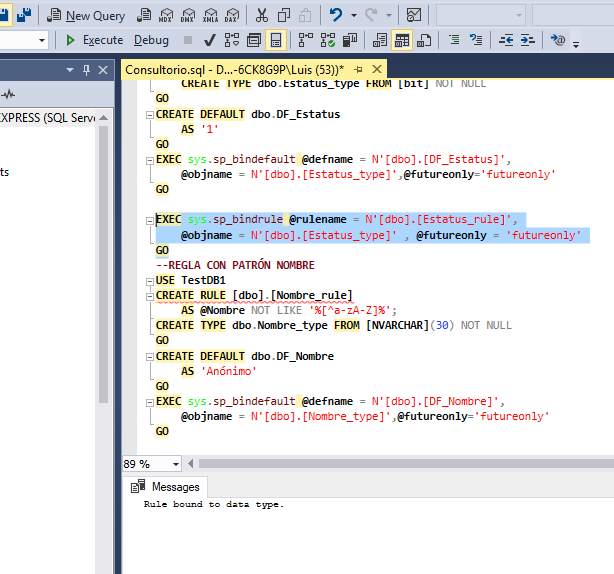 New Query
MDX DMX XMLA DAX
Execute Debug
Consultorio.sql - D...-6CK8G9P\Luis (53))*
CREATE TYPE dbo.Estatus_type FROM [bit] NOT NULL
GO
CREATE DEFAULT dbo.DF_Estatus
AS '1'
GO
EXEC sys.sp_bindefault @defname = N'[dbo].[DF_Estatus]',
@objname = N'[dbo].[Estatus_type]',@futureonly='futureonly'
GO
EXPRESS (SQL Serve
ts
EXEC sys.sp_bindrule @rulename = N'[dbo].[Estatus_rule]',
@objname = N'[dbo].[Estatus_type]' , @futureonly = 'futureonly'
GO
--REGLA CON PATRÓN NOMBRE
USE TestDB1
CREATE RULE [dbo].[Nombre_rule]
AS @Nombre NOT LIKE '%[^a-zA-Z]%';
CREATE TYPE dbo.Nombre_type FROM [NVARCHAR](30) NOT NULL
GO
CREATE DEFAULT dbo.DF_Nombre
AS 'Anónimo'
GO
EXEC sys.sp_bindefault @defname = N'[dbo].[DF_Nombre]',
@objname = N'[dbo].[Nombre_type]',@futureonly='futureonly'
GO
89 %
Messages
Rule bound to data type.